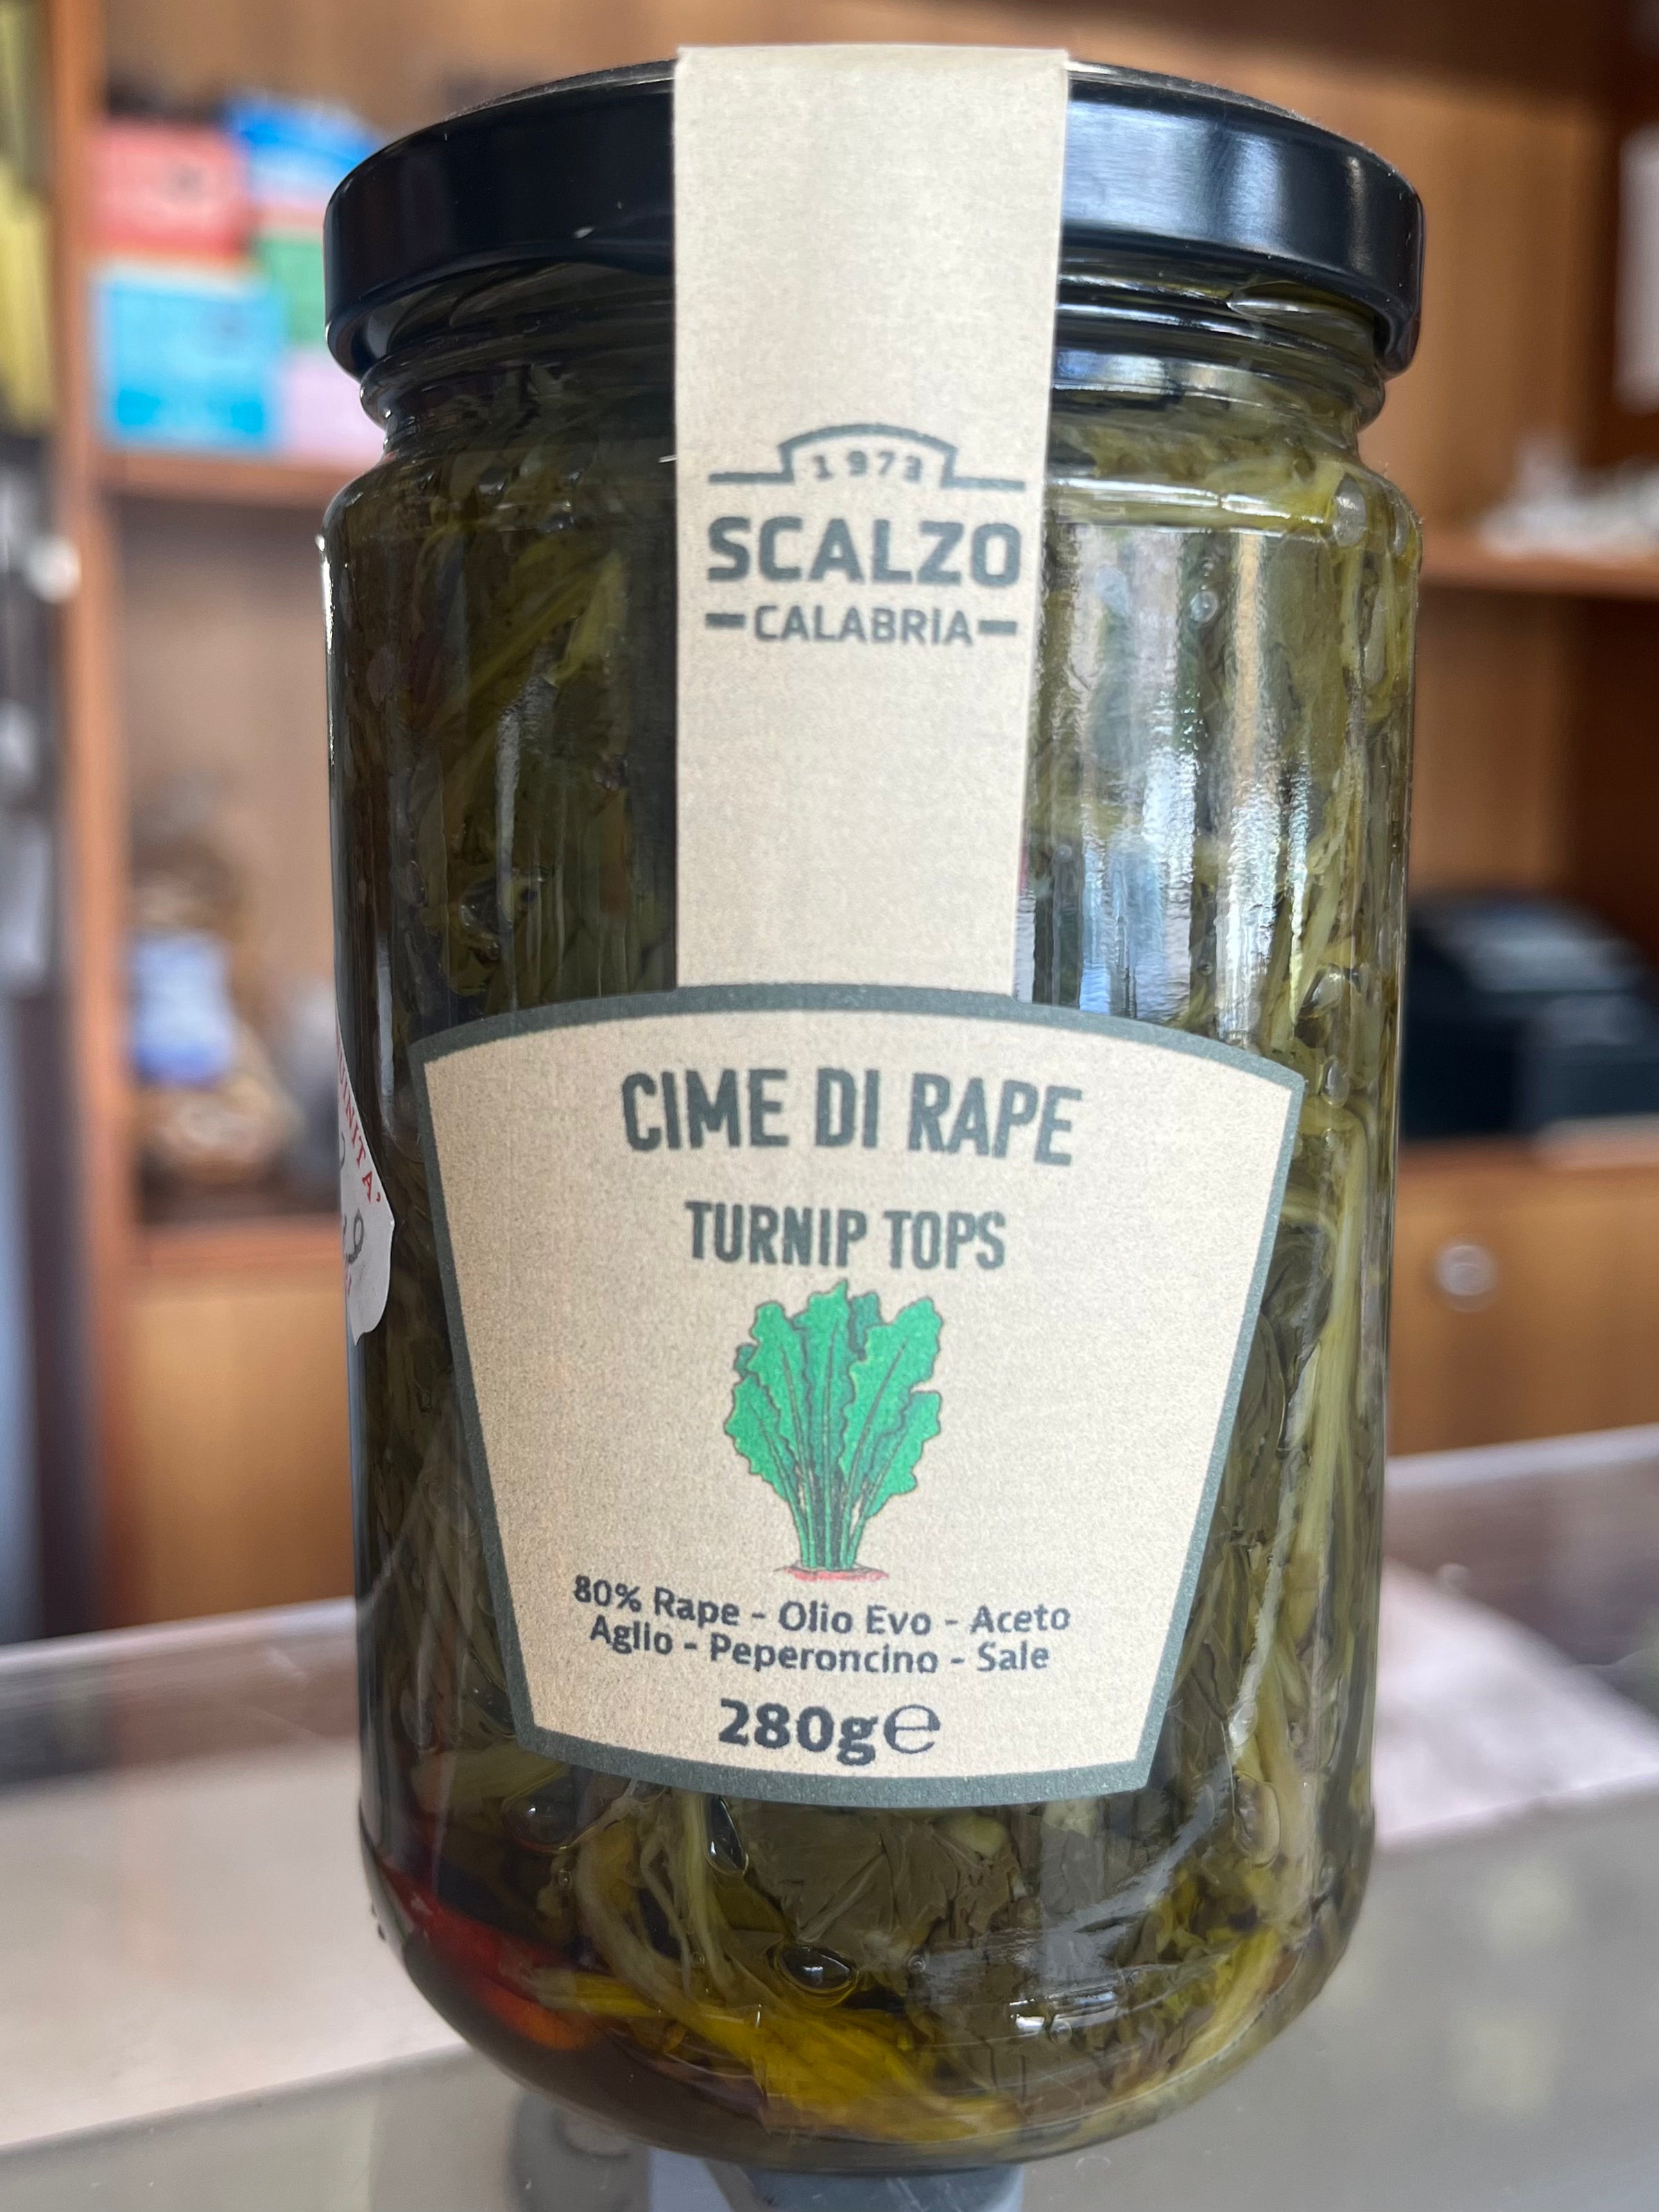 1973
SCALZO
CALABRIA
CIME DI RAPE
TURNIP TOPS
80% Rape - Olio Evo - Aceto
Aglio - Peperoncino - Sale
280g℮